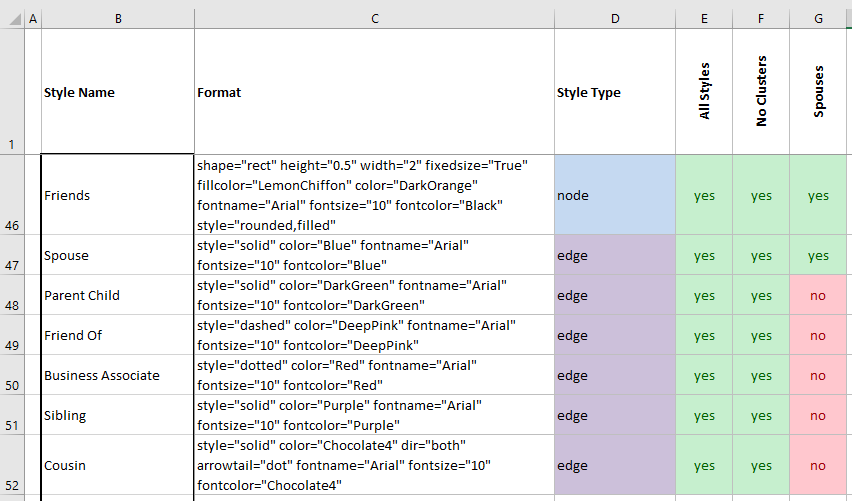 A B C D E F G
1 Style Name Format Style Type All Styles No Clusters Spouses
shape="rect" height="0.5" width="2" fixedsize="True"
fillcolor="LemonChiffon" color="DarkOrange"
46 Friends fontname="Arial" fontsize="10" fontcolor="Black" node yes yes yes
style="rounded,filled"
style="solid" color="Blue" fontname="Arial"
47 Spouse fontsize="10" fontcolor="Blue" edge yes yes yes
style="solid" color="DarkGreen" fontname="Arial"
48 Parent Child fontsize="10" fontcolor="DarkGreen" edge yes yes no
style="dashed" color="DeepPink" fontname="Arial"
49 Friend Of fontsize="10" fontcolor="DeepPink" edge yes yes no
style="dotted" color="Red" fontname="Arial"
50 Business Associate fontsize="10" fontcolor="Red" edge yes yes no
style="solid" color="Purple" fontname="Arial"
51 Sibling fontsize="10" fontcolor="Purple" edge yes yes no
style="solid" color="Chocolate4" dir="both"
52 Cousin arrowtail="dot" fontname="Arial" fontsize="10" edge yes yes no
fontcolor="Chocolate4"